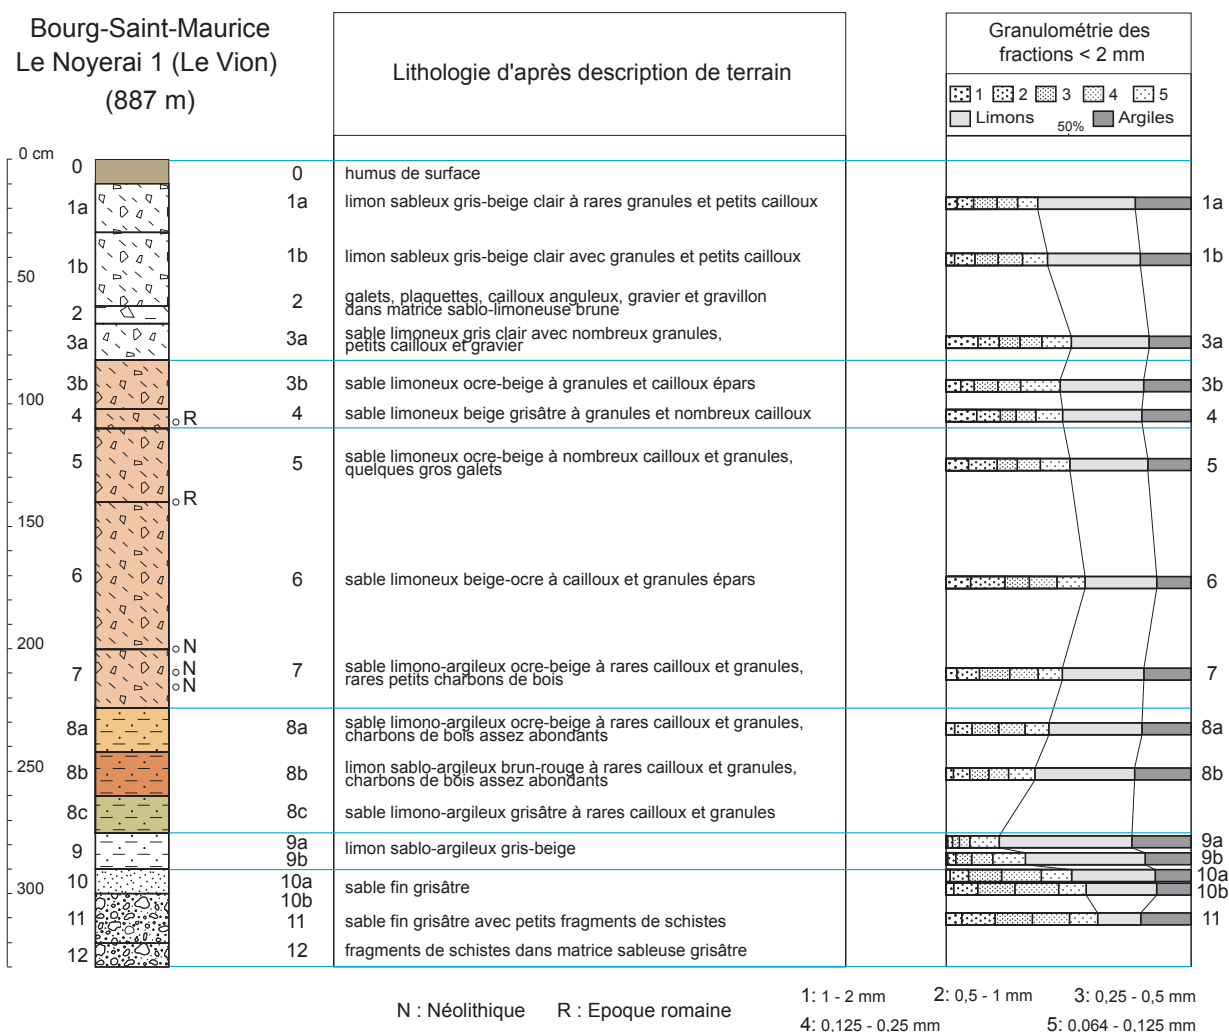 Bourg-Saint-Maurice
Le Noyerai 1 (Le Vion)
(887 m)
Lithologie d'après description de terrain
Granulométrie des
fractions < 2 mm
1 2 3 4 5
Limons 50% Argiles
0 cm
50
100
150
200
250
300
0
1a
1b
2
3a
3b
4
5
6
7
8a
8b
8c
9
10
11
12
R
R
N
N
N
0 humus de surface
1a limon sableux gris-beige clair à rares granules et petits cailloux
1b limon sableux gris-beige clair avec granules et petits cailloux
2 galets, plaquettes, cailloux anguleux, gravier et gravillon
dans matrice sablo-limoneuse brune
3a sable limoneux gris clair avec nombreux granules,
petits cailloux et gravier
3b sable limoneux ocre-beige à granules et cailloux épars
4 sable limoneux beige grisâtre à granules et nombreux cailloux
5 sable limoneux ocre-beige à nombreux cailloux et granules,
quelques gros galets
6 sable limoneux beige-ocre à cailloux et granules épars
7 sable limono-argileux ocre-beige à rares cailloux et granules,
rares petits charbons de bois
8a sable limono-argileux ocre-beige à rares cailloux et granules,
charbons de bois assez abondants
8b limon sablo-argileux brun-rouge à rares cailloux et granules,
charbons de bois assez abondants
8c sable limono-argileux grisâtre à rares cailloux et granules
9a
9b limon sablo-argileux gris-beige
10a
10b sable fin grisâtre
11 sable fin grisâtre avec petits fragments de schistes
12 fragments de schistes dans matrice sableuse grisâtre
1a
1b
3a
3b
4
5
6
7
8a
8b
9a
9b
10a
10b
11
N : Néolithique R : Epoque romaine
1: 1 - 2 mm 2: 0,5 - 1 mm 3: 0,25 - 0,5 mm
4: 0,125 - 0,25 mm 5: 0,064 - 0,125 mm